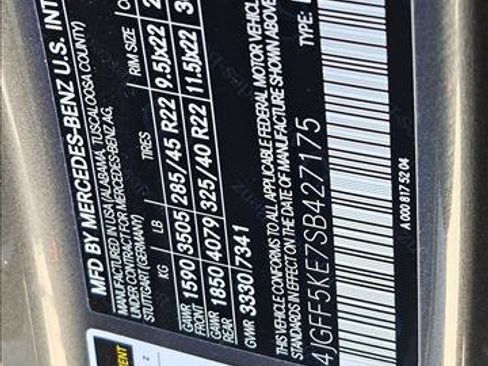 MFD BY MERCEDES-BENZ U.S. INT
MANUFACTURED IN USA (ALABAMA, TUSCALOOSA COUNTY)
UNDER CONTRACT FOR MERCEDES-BENZ AG,
STUTTGART (GERMANY)
KG LB TIRES RIM SIZE
GAWR FRONT 1590 3505 285/45 R22 9.5Jx22 2
GAWR REAR 1850 4079 325/40 R22 11.5Jx22 3
GVWR 3330 7341
THIS VEHICLE CONFORMS TO ALL APPLICABLE FEDERAL MOTOR VEHICL
STANDARDS IN EFFECT ON THE DATE OF MANUFACTURE SHOWN ABOVE
4JGFF5KE7SB427175 TYPE:
A 000 817 52 04